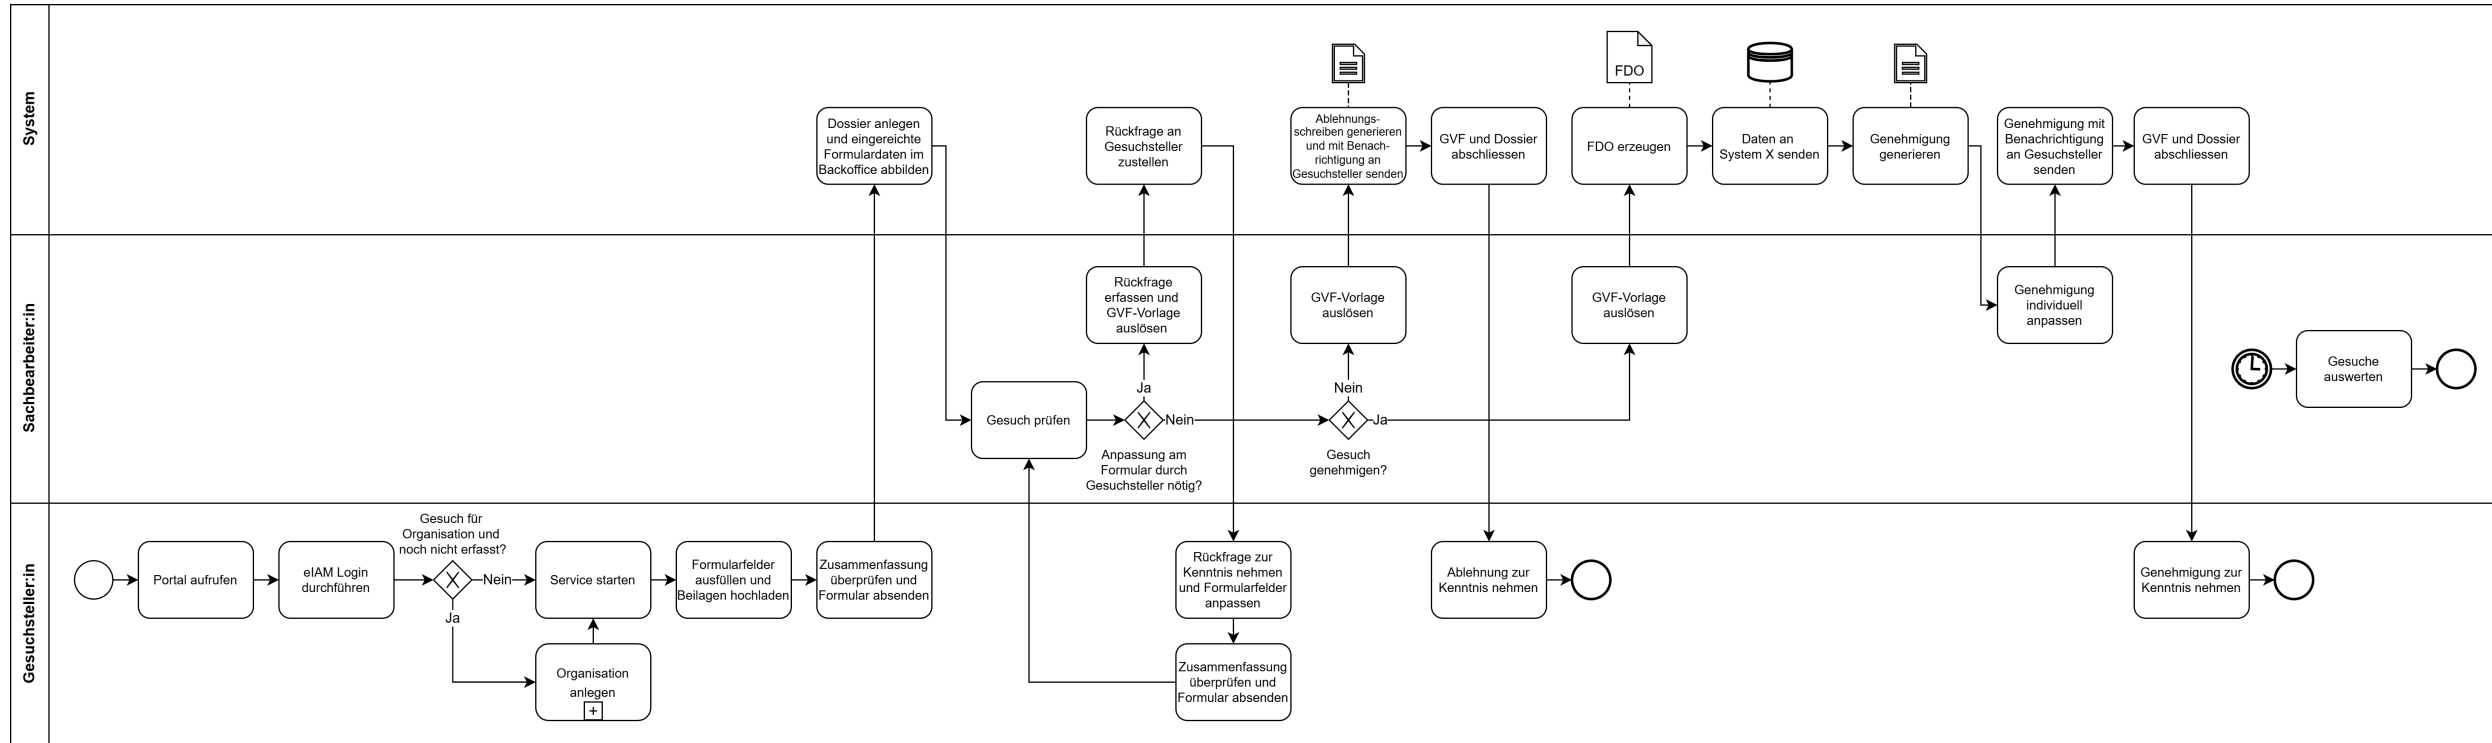 System
FDO
Dossier anlegen
und eingereichte
Formulardaten im
Backoffice abbilden
Rückfrage an
Gesuchsteller
zustellen
Ablehnungs-
schreiben generieren
und mit Benach-
richtigung an
Gesuchsteller senden
GVF und Dossier
abschliessen
FDO erzeugen
Daten an
System X senden
Genehmigung
generieren
Genehmigung mit
Benachrichtigung
an Gesuchsteller
senden
GVF und Dossier
abschliessen
Sachbearbeiter:in
Rückfrage
erfassen und
GVF-Vorlage
auslösen
GVF-Vorlage
auslösen
GVF-Vorlage
auslösen
Genehmigung
individuell
anpassen
Gesuche
auswerten
Gesuch prüfen
Ja
X
Nein
Anpassung am
Formular durch
Gesuchsteller nötig?
Nein
X
Ja
Gesuch
genehmigen?
Gesuchsteller:in
Portal aufrufen
eIAM Login
durchführen
Gesuch für
Organisation und
noch nicht erfasst?
X
Nein
Ja
Service starten
Organisation
anlegen
+
Formularfelder
ausfüllen und
Beilagen hochladen
Zusammenfassung
überprüfen und
Formular absenden
Rückfrage zur
Kenntnis nehmen
und Formularfelder
anpassen
Zusammenfassung
überprüfen und
Formular absenden
Ablehnung zur
Kenntnis nehmen
Genehmigung zur
Kenntnis nehmen